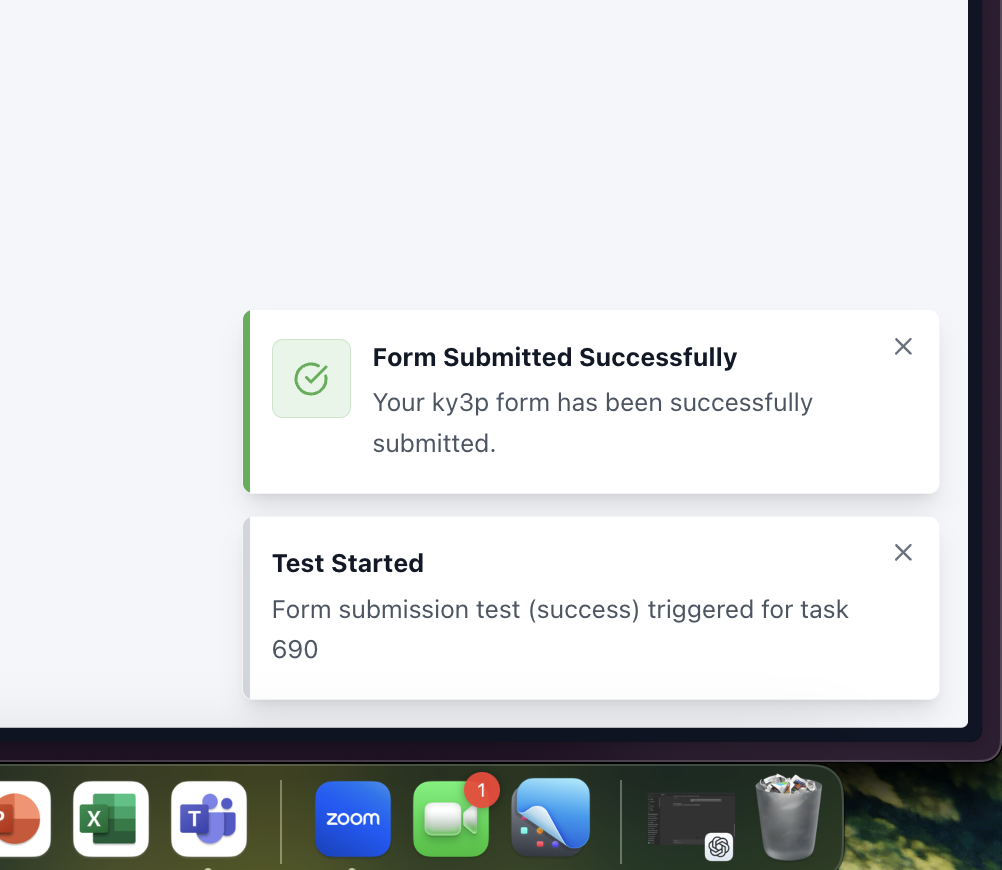 Form Submitted Successfully
Your ky3p form has been successfully
submitted.
Test Started
Form submission test (success) triggered for task
690
P
X
T
zoom
1